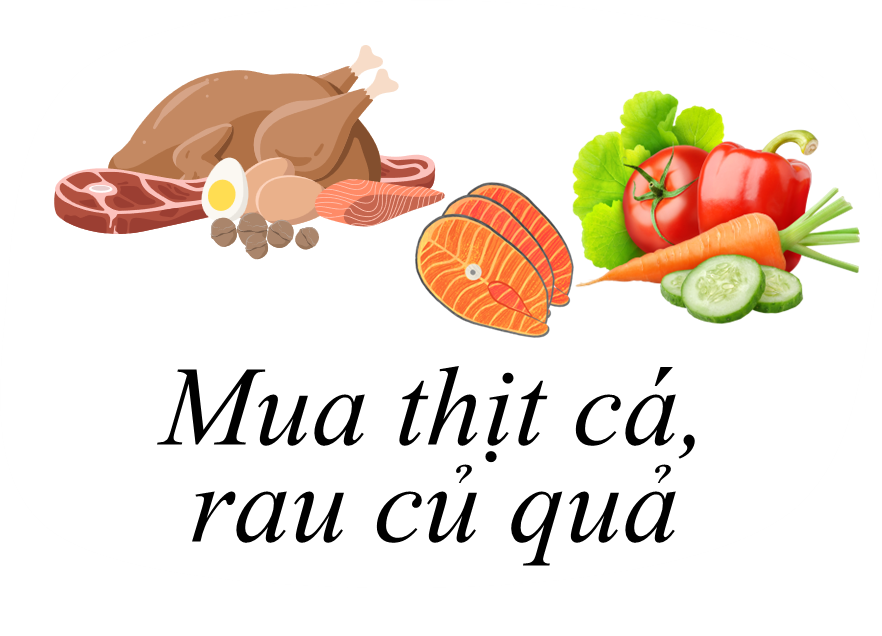 Mua thịt cá,
rau củ quả